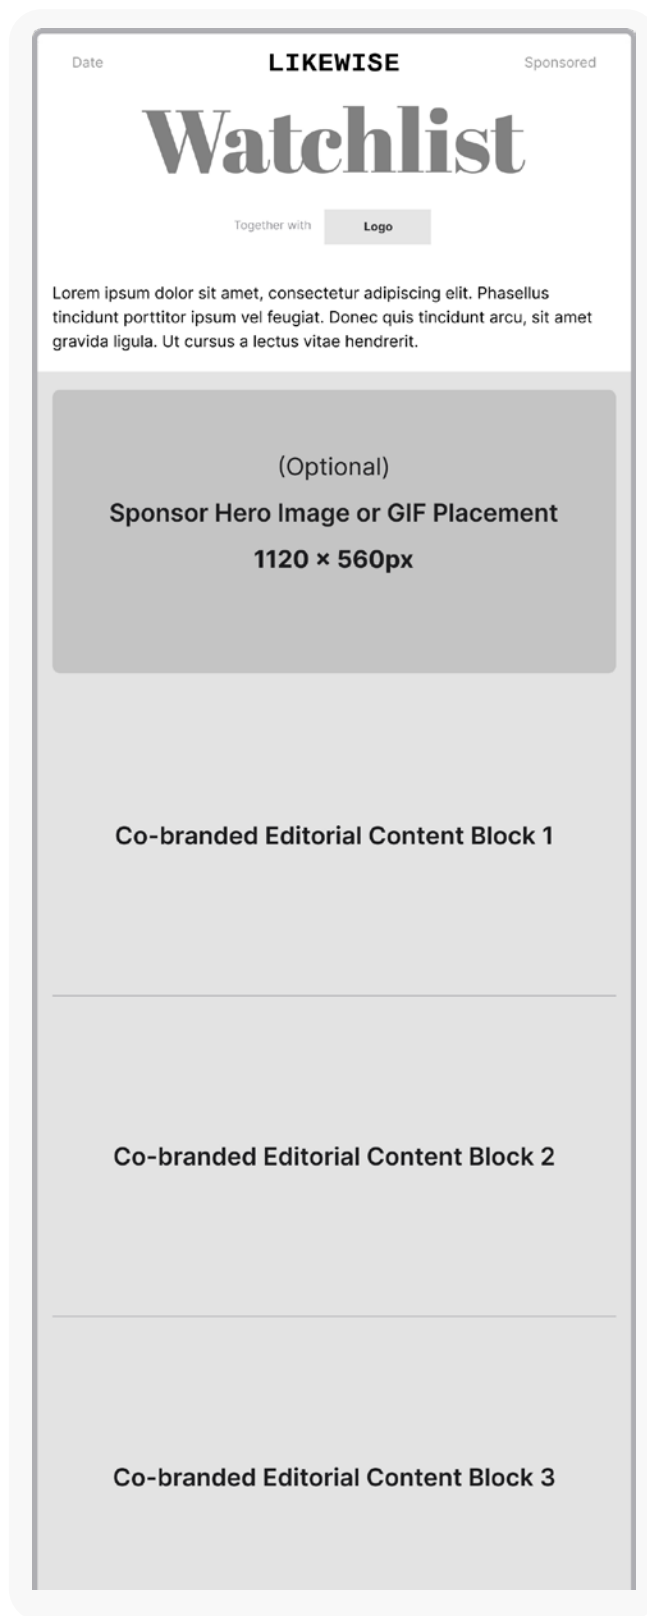 Date LIKEWISE Sponsored
Watchlist
Together with Logo
Lorem ipsum dolor sit amet, consectetur adipiscing elit. Phasellus
tincidunt porttitor ipsum vel feugiat. Donec quis tincidunt arcu, sit amet
gravida ligula. Ut cursus a lectus vitae hendrerit.
(Optional)
Sponsor Hero Image or GIF Placement
1120 × 560px
Co-branded Editorial Content Block 1
Co-branded Editorial Content Block 2
Co-branded Editorial Content Block 3